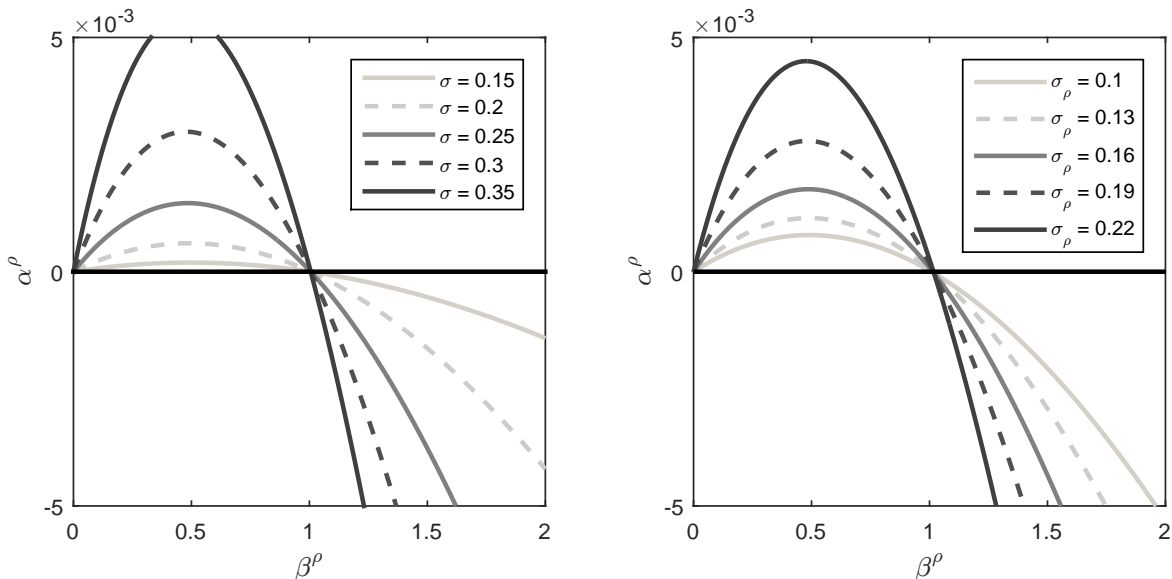 ×10⁻³
5
0
-5
α^ρ
0
0.5
1
1.5
2
β^ρ
σ = 0.15
σ = 0.2
σ = 0.25
σ = 0.3
σ = 0.35
×10⁻³
5
0
-5
α^ρ
0
0.5
1
1.5
2
β^ρ
σ_ρ = 0.1
σ_ρ = 0.13
σ_ρ = 0.16
σ_ρ = 0.19
σ_ρ = 0.22